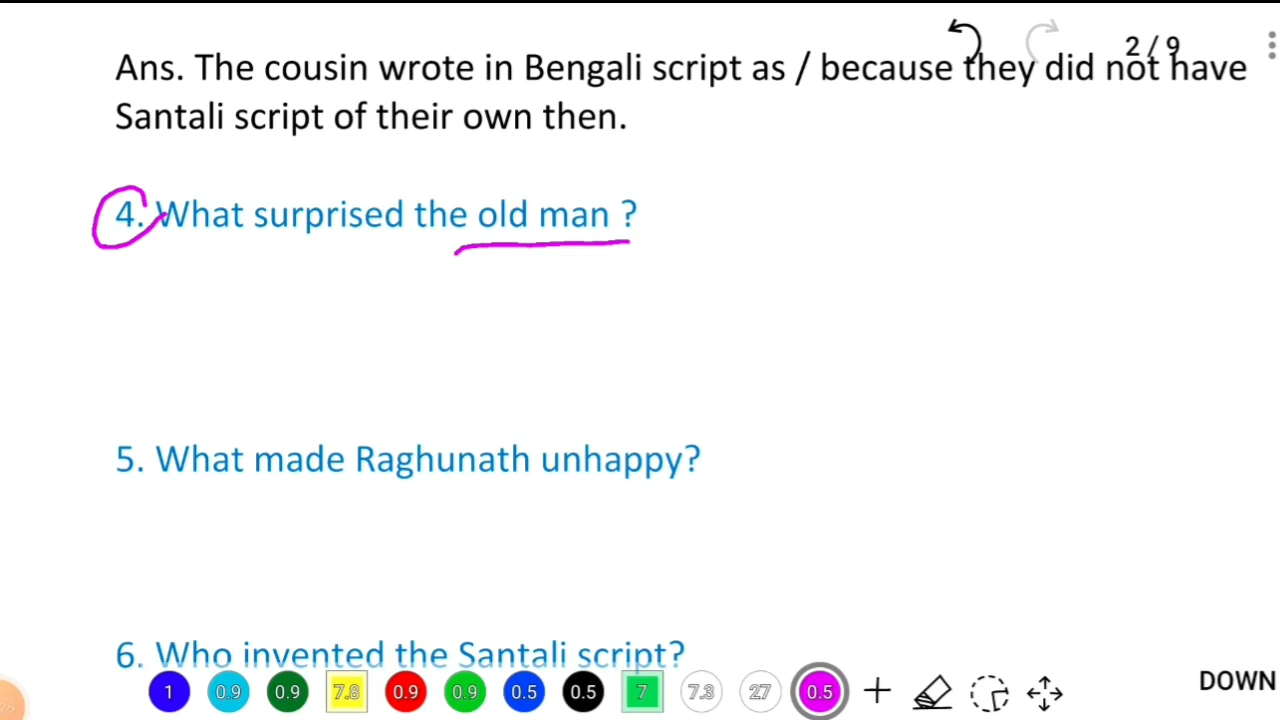 2 / 9
Ans. The cousin wrote in Bengali script as / because they did not have
Santali script of their own then.
4. What surprised the old man ?
5. What made Raghunath unhappy?
6. Who invented the Santali script?
1 0.9 0.9 7.8 0.9 0.9 0.5 0.5 7 7.3 27 0.5
DOWN
26